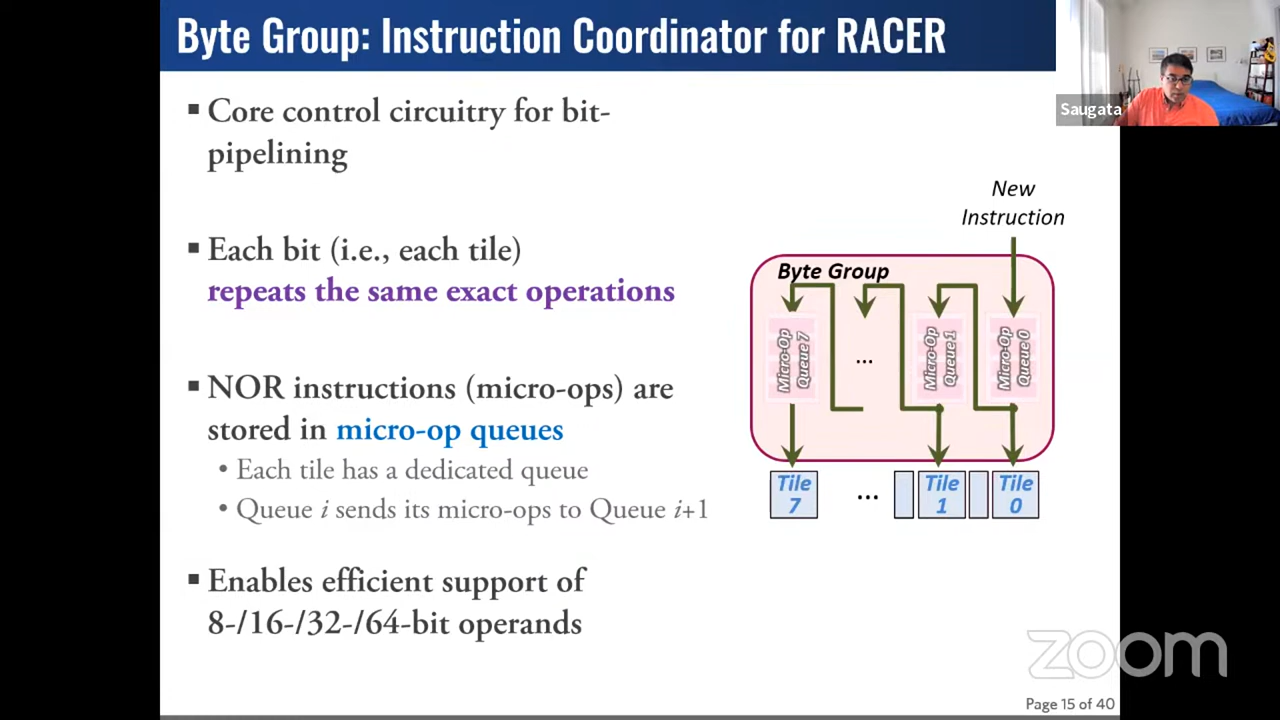 Byte Group: Instruction Coordinator for RACER
Saugata
▪ Core control circuitry for bit-
pipelining
▪ Each bit (i.e., each tile)
repeats the same exact operations
▪ NOR instructions (micro-ops) are
stored in micro-op queues
• Each tile has a dedicated queue
• Queue i sends its micro-ops to Queue i+1
▪ Enables efficient support of
8-/16-/32-/64-bit operands
New
Instruction
Byte Group
Micro-Op
Queue 7
...
Micro-Op
Queue 1
Micro-Op
Queue 0
Tile
7
...
Tile
1
Tile
0
zoom
Page 15 of 40